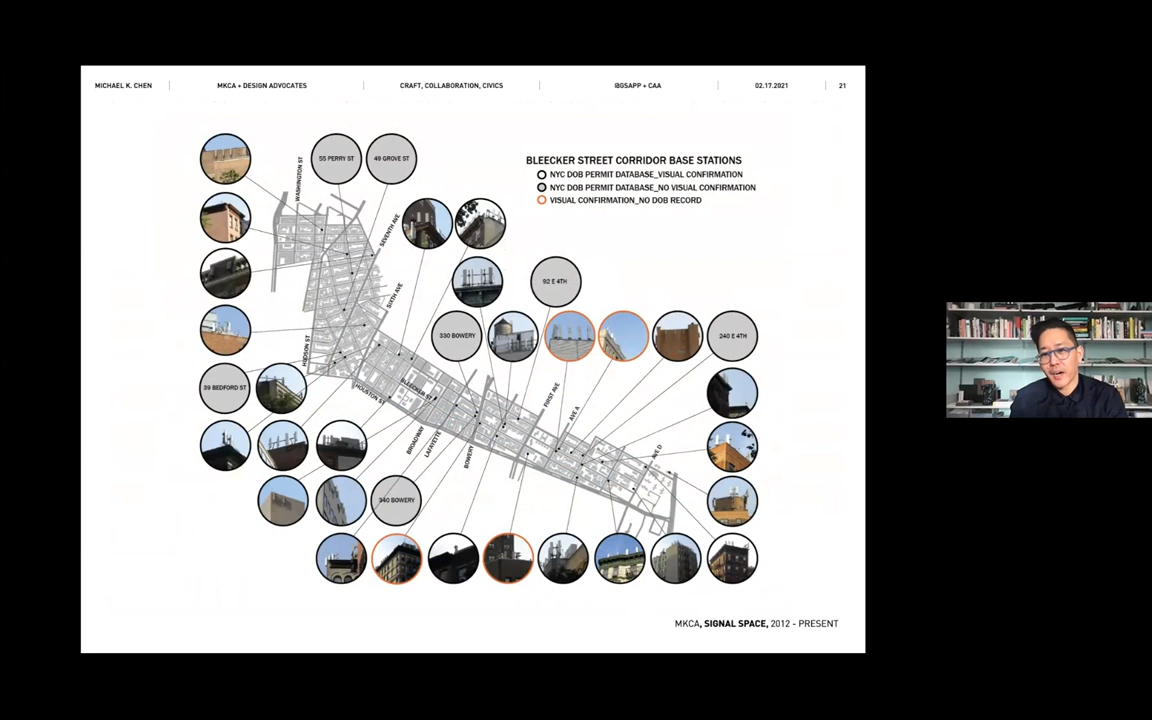 MICHAEL K. CHEN
MKCA + DESIGN ADVOCATES
CRAFT, COLLABORATION, CIVICS
@GSAPP + CAA
02.17.2021
21
BLEECKER STREET CORRIDOR BASE STATIONS
NYC DOB PERMIT DATABASE_VISUAL CONFIRMATION
NYC DOB PERMIT DATABASE_NO VISUAL CONFIRMATION
VISUAL CONFIRMATION_NO DOB RECORD
55 PERRY ST
49 GROVE ST
WASHINGTON ST
SEVENTH AVE
SIXTH AVE
92 E 4TH
330 BOWERY
240 E 4TH
HUDSON ST
39 BEDFORD ST
HOUSTON ST
BLEECKER ST
FIRST AVE
AVE A
BROADWAY
LAFAYETTE
BOWERY
AVE D
340 BOWERY
MKCA, SIGNAL SPACE, 2012 - PRESENT